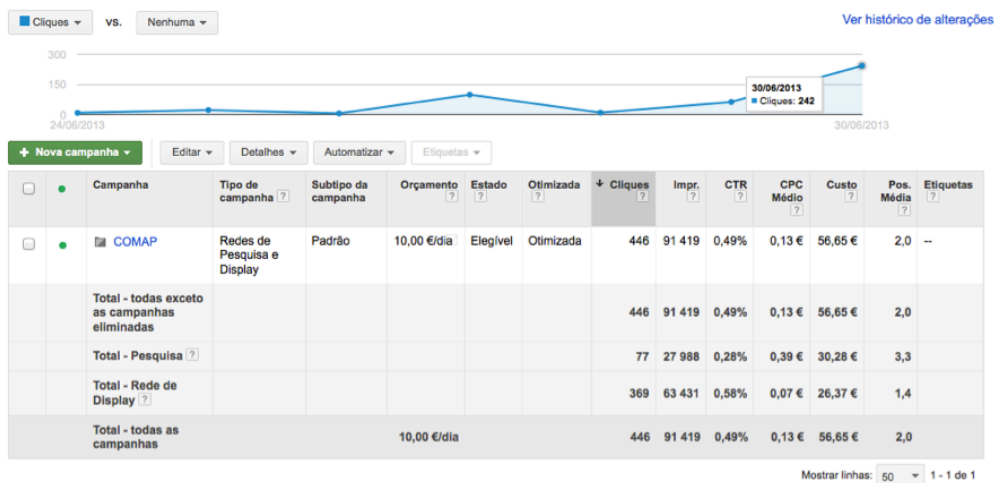 Cliques vs. Nenhuma Ver histórico de alterações
300
150
0
30/06/2013
Cliques: 242
24/06/2013 30/06/2013
+ Nova campanha Editar Detalhes Automatizar Etiquetas
Campanha Tipo de campanha ? Subtipo da campanha Orçamento ? Estado ? Otimizada ? Cliques ? Impr. ? CTR ? CPC Médio ? Custo ? Pos. Média ? Etiquetas ?
COMAP Redes de Pesquisa e Display Padrão 10,00 €/dia Elegível Otimizada 446 91 419 0,49% 0,13 € 56,65 € 2,0 --
Total - todas exceto as campanhas eliminadas 446 91 419 0,49% 0,13 € 56,65 € 2,0
Total - Pesquisa ? 77 27 988 0,28% 0,39 € 30,28 € 3,3
Total - Rede de Display ? 369 63 431 0,58% 0,07 € 26,37 € 1,4
Total - todas as campanhas 10,00 €/dia 446 91 419 0,49% 0,13 € 56,65 € 2,0
Mostrar linhas: 50 1 - 1 de 1